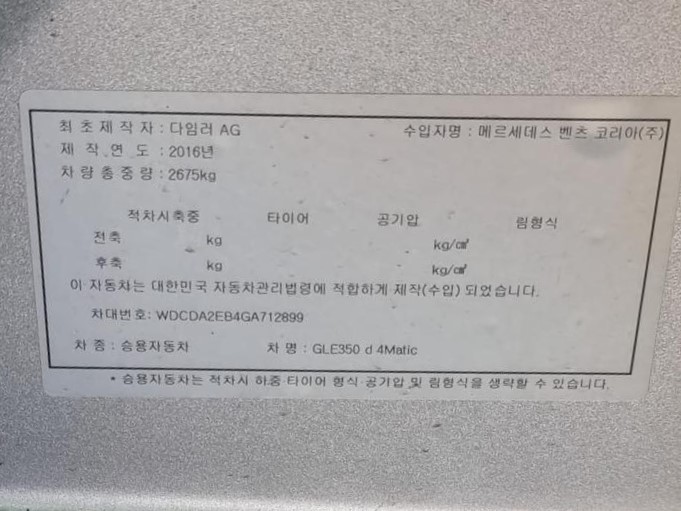 최초제작자 : 다임러 AG 수입자명 : 메르세데스 벤츠 코리아(주)
제 작 연 도 : 2016년
차량총중량 : 2675kg
적차시축중 타이어 공기압 림형식
전축 kg kg/㎠
후축 kg kg/㎠
이 자동차는 대한민국 자동차관리법령에 적합하게 제작(수입) 되었습니다.
차대번호: WDCDA2EB4GA712899
차 종 : 승용자동차 차 명 : GLE350 d 4Matic
* 승용자동차는 적차시 하중·타이어 형식·공기압 및 림형식을 생략할 수 있습니다.